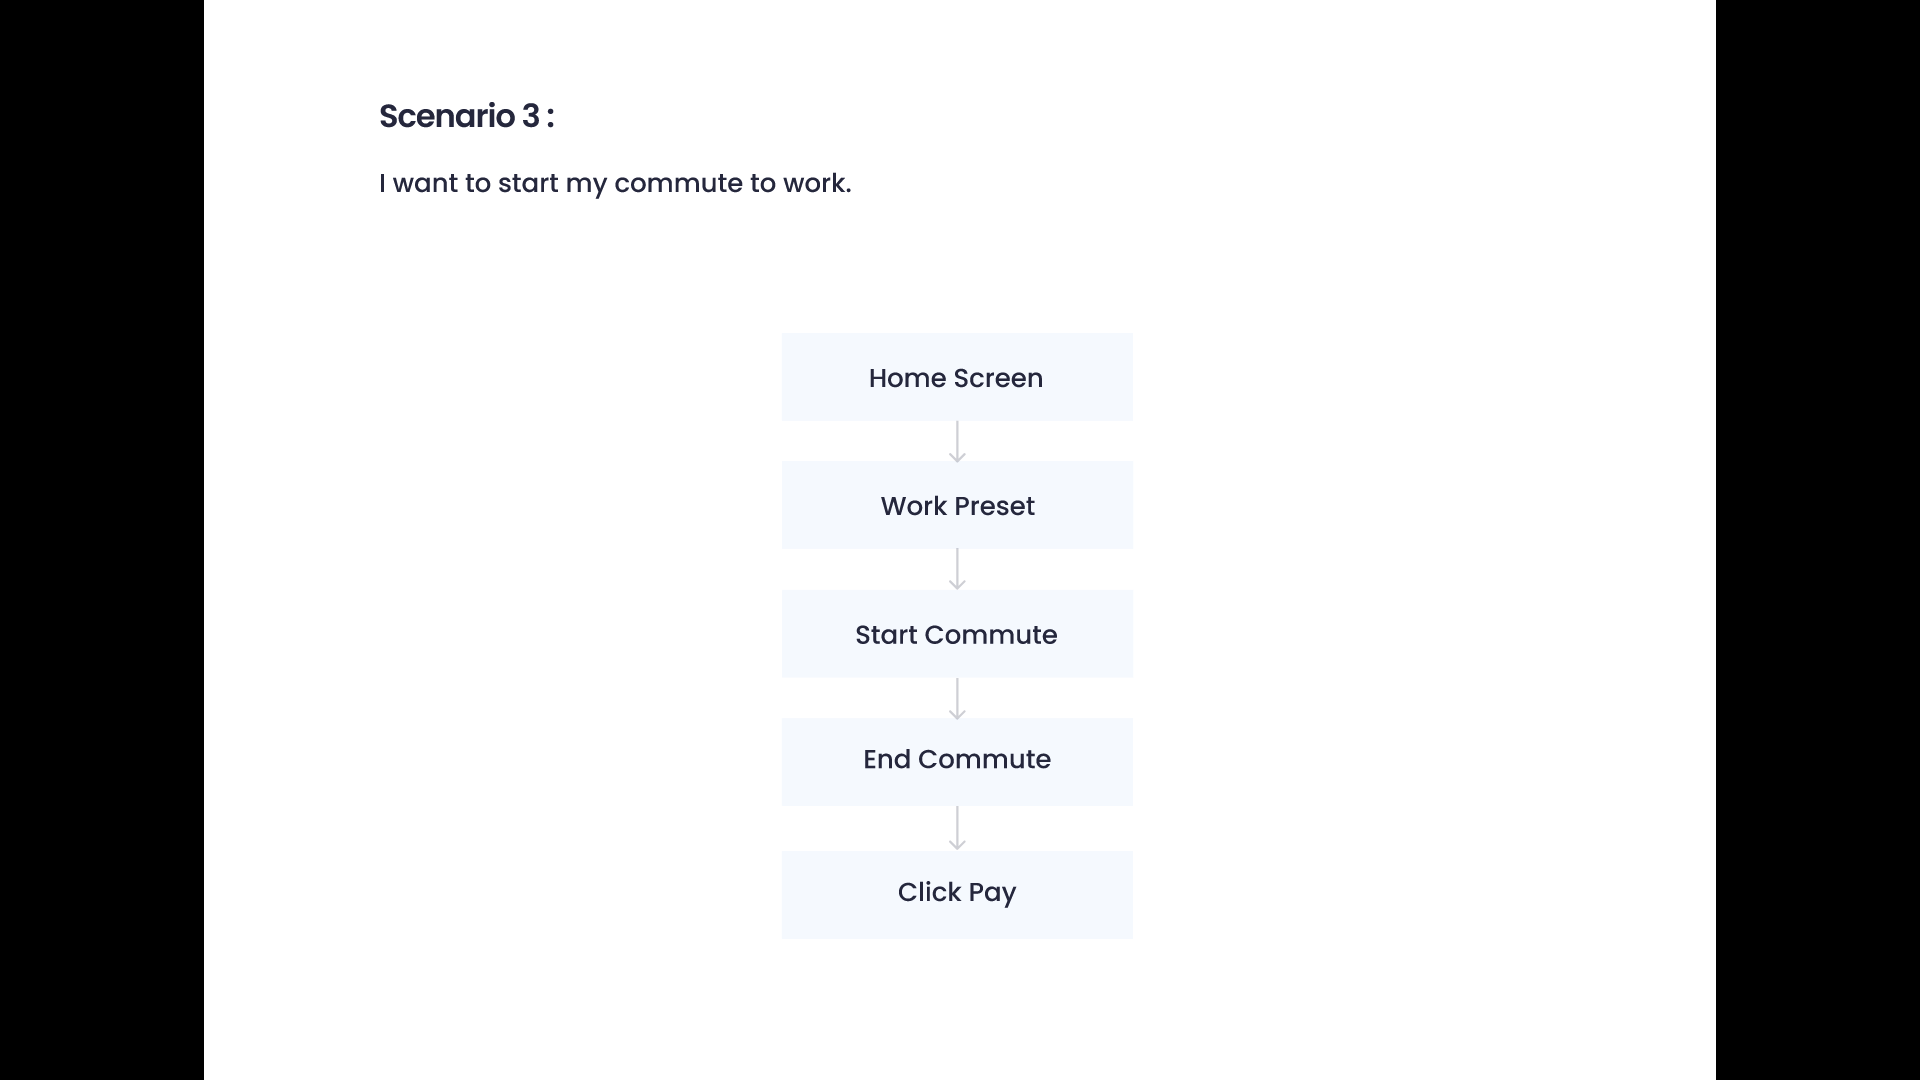 Scenario 3 :
I want to start my commute to work.
Home Screen
Work Preset
Start Commute
End Commute
Click Pay